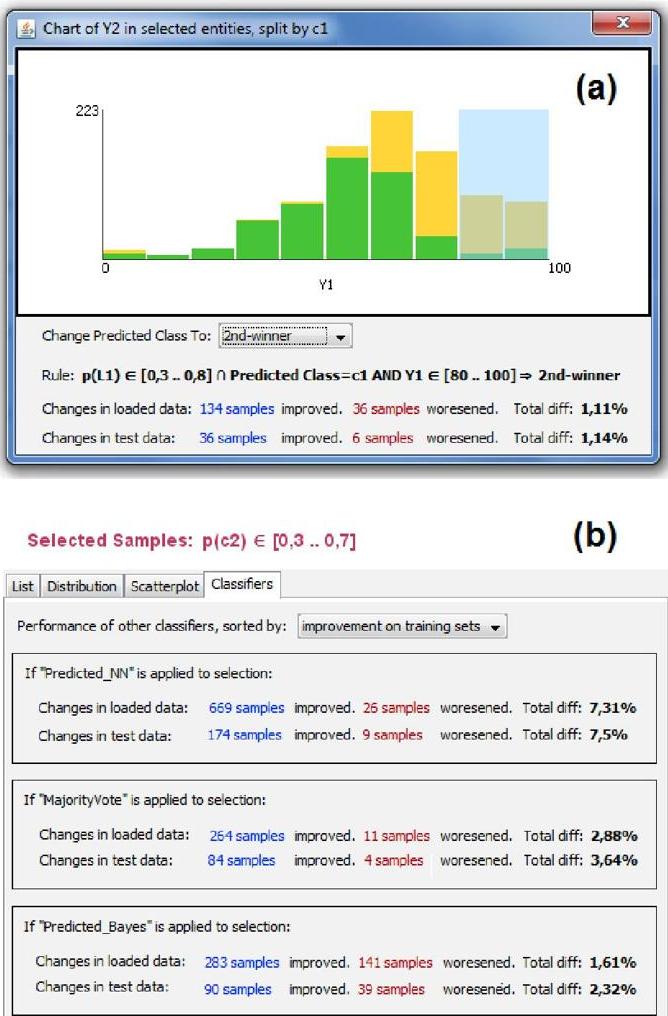 Chart of Y2 in selected entities, split by c1
(a)
223
0
100
Y1
Change Predicted Class To: 2nd-winner
Rule: p(L1) ∈ [0,3 .. 0,8] ∩ Predicted Class=c1 AND Y1 ∈ [80 .. 100] ⇒ 2nd-winner
Changes in loaded data: 134 samples improved. 36 samples woresened. Total diff: 1,11%
Changes in test data: 36 samples improved. 6 samples woresened. Total diff: 1,14%
Selected Samples: p(c2) ∈ [0,3 .. 0,7]
(b)
List Distribution Scatterplot Classifiers
Performance of other classifiers, sorted by: improvement on training sets
If "Predicted_NN" is applied to selection:
Changes in loaded data: 669 samples improved. 26 samples woresened. Total diff: 7,31%
Changes in test data: 174 samples improved. 9 samples woresened. Total diff: 7,5%
If "MajorityVote" is applied to selection:
Changes in loaded data: 264 samples improved. 11 samples woresened. Total diff: 2,88%
Changes in test data: 84 samples improved. 4 samples woresened. Total diff: 3,64%
If "Predicted_Bayes" is applied to selection:
Changes in loaded data: 283 samples improved. 141 samples woresened. Total diff: 1,61%
Changes in test data: 90 samples improved. 39 samples woresened. Total diff: 2,32%